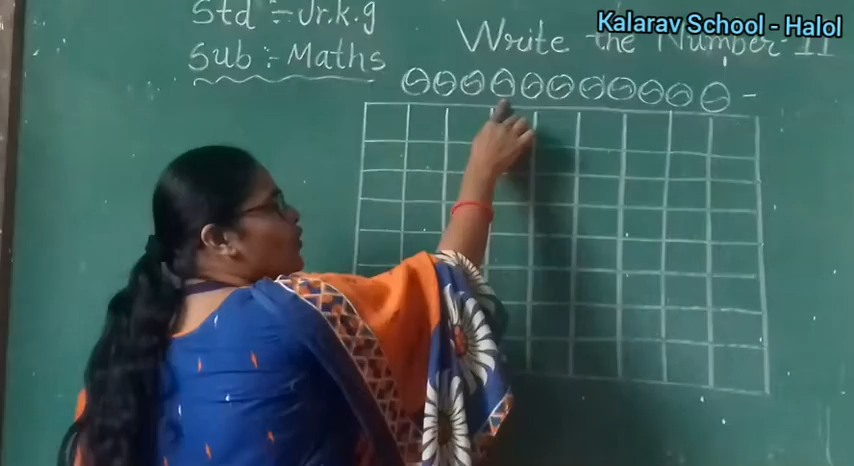 Kalarav School - Halol
Std :- Jr.k.g
Write the Number - 11
Sub :- Maths